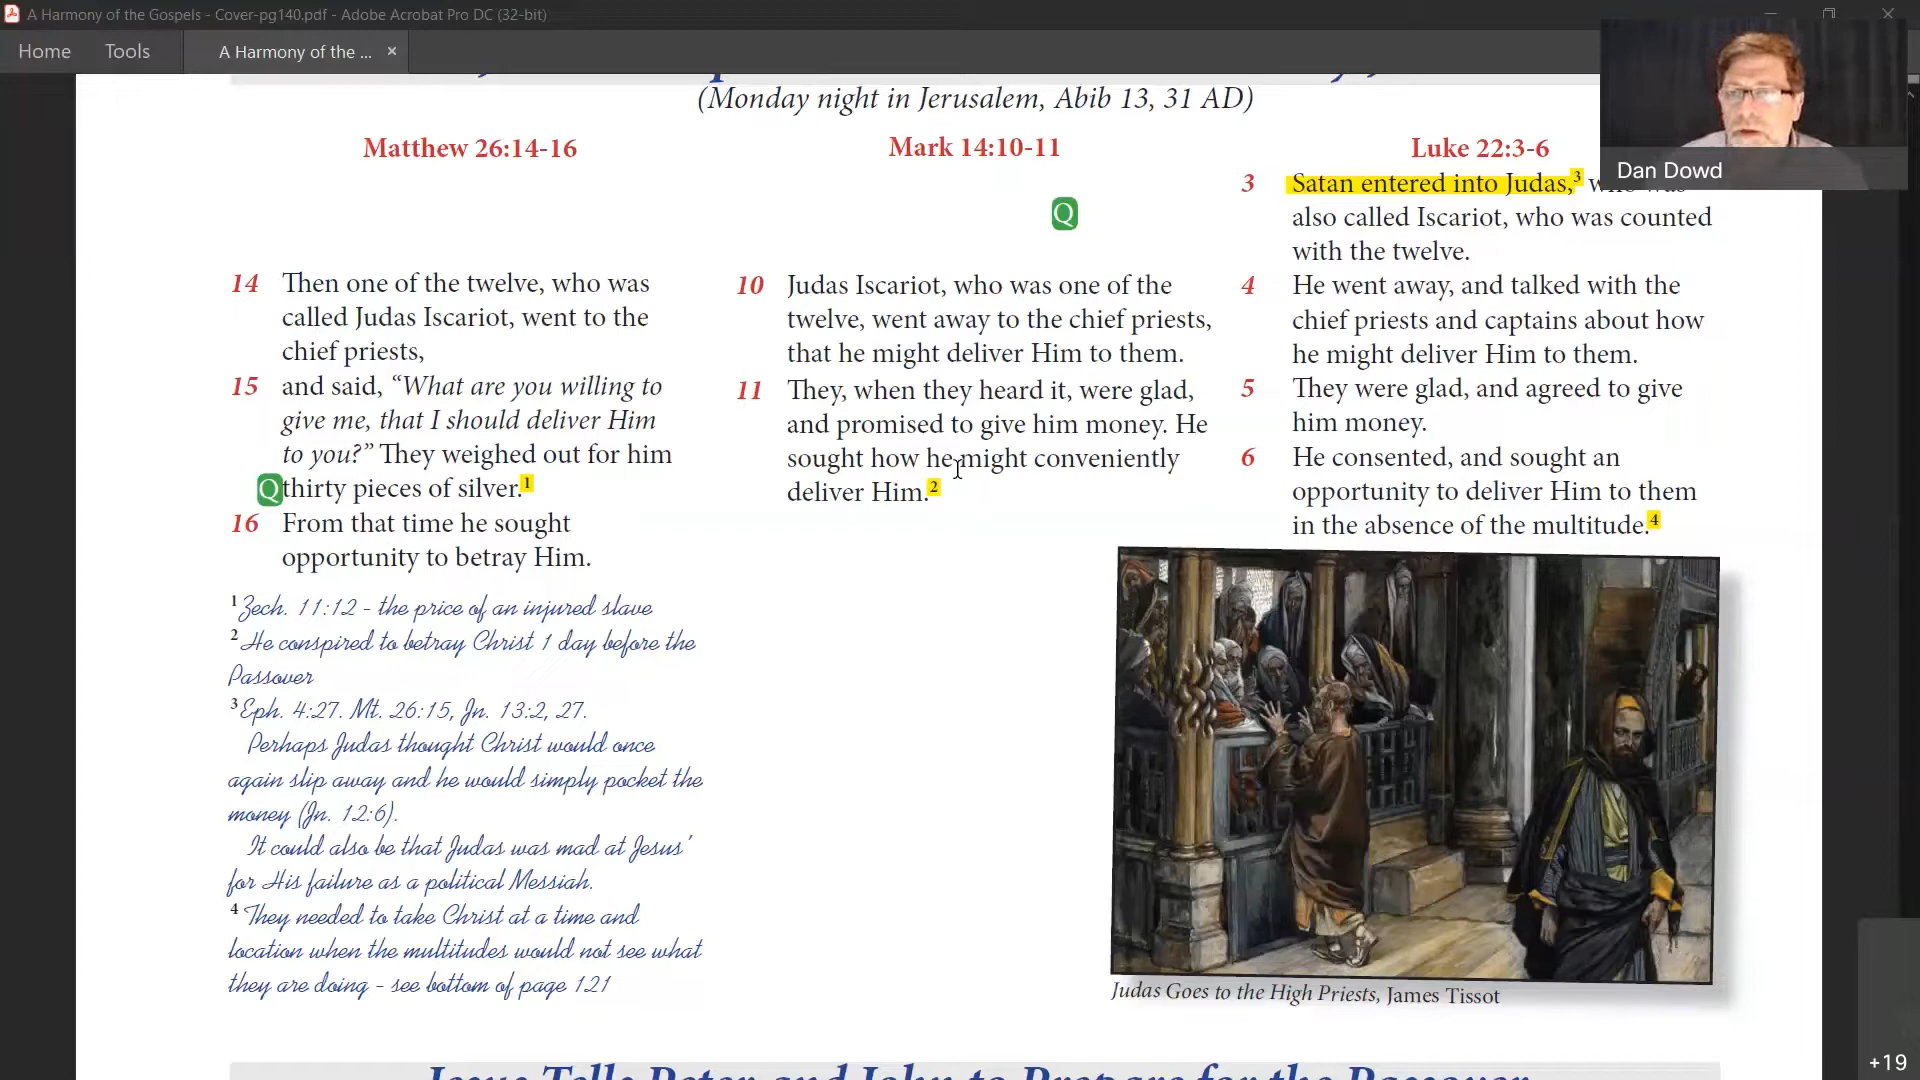 A Harmony of the Gospels - Cover-pg140.pdf - Adobe Acrobat Pro DC (32-bit)
Home Tools A Harmony of the ... ×
(Monday night in Jerusalem, Abib 13, 31 AD)
Dan Dowd
Matthew 26:14-16
14 Then one of the twelve, who was
called Judas Iscariot, went to the
chief priests,
15 and said, “What are you willing to
give me, that I should deliver Him
to you?” They weighed out for him
Q thirty pieces of silver.1
16 From that time he sought
opportunity to betray Him.
Mark 14:10-11
Q
10 Judas Iscariot, who was one of the
twelve, went away to the chief priests,
that he might deliver Him to them.
11 They, when they heard it, were glad,
and promised to give him money. He
sought how he might conveniently
deliver Him.2
Luke 22:3-6
3 Satan entered into Judas,3 who was
also called Iscariot, who was counted
with the twelve.
4 He went away, and talked with the
chief priests and captains about how
he might deliver Him to them.
5 They were glad, and agreed to give
him money.
6 He consented, and sought an
opportunity to deliver Him to them
in the absence of the multitude.4
1 Zech. 11:12 - the price of an injured slave
2 He conspired to betray Christ 1 day before the
Passover
3 Eph. 4:27. Mt. 26:15, Jn. 13:2, 27.
Perhaps Judas thought Christ would once
again slip away and he would simply pocket the
money (Jn. 12:6).
It could also be that Judas was mad at Jesus’
for His failure as a political Messiah.
4 They needed to take Christ at a time and
location when the multitudes would not see what
they are doing - see bottom of page 121
Judas Goes to the High Priests, James Tissot
Jesus Tells Peter and John to Prepare for the Passover
+19